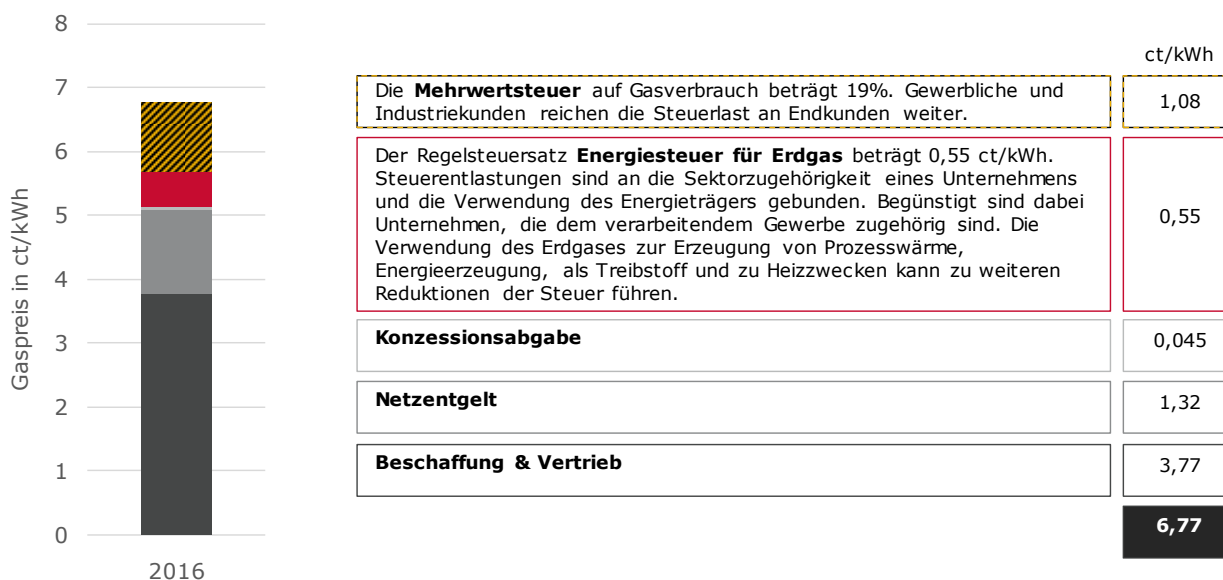 8
7
6
5
4
3
2
1
0
Gaspreis in ct/kWh
2016
ct/kWh
Die Mehrwertsteuer auf Gasverbrauch beträgt 19%. Gewerbliche und
Industriekunden reichen die Steuerlast an Endkunden weiter.
1,08
Der Regelsteuersatz Energiesteuer für Erdgas beträgt 0,55 ct/kWh.
Steuerentlastungen sind an die Sektorzugehörigkeit eines Unternehmens
und die Verwendung des Energieträgers gebunden. Begünstigt sind dabei
Unternehmen, die dem verarbeitendem Gewerbe zugehörig sind. Die
Verwendung des Erdgases zur Erzeugung von Prozesswärme,
Energieerzeugung, als Treibstoff und zu Heizzwecken kann zu weiteren
Reduktionen der Steuer führen.
0,55
Konzessionsabgabe
0,045
Netzentgelt
1,32
Beschaffung & Vertrieb
3,77
6,77